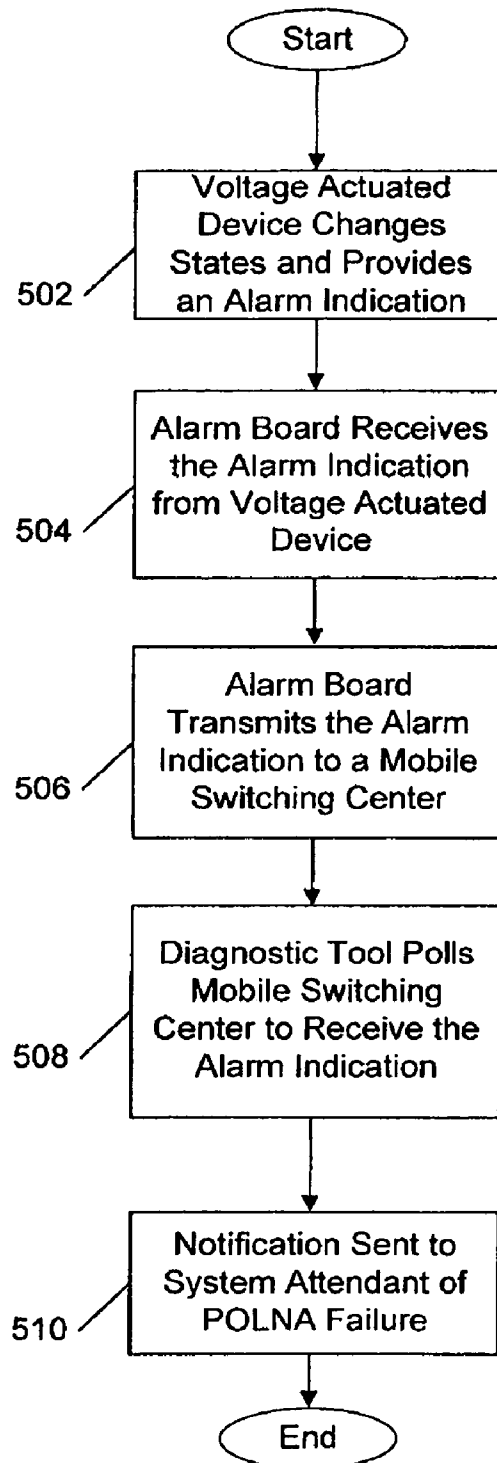 Start
Voltage Actuated
Device Changes
States and Provides
an Alarm Indication
502
Alarm Board Receives
the Alarm Indication
from Voltage Actuated
Device
504
Alarm Board
Transmits the Alarm
Indication to a Mobile
Switching Center
506
Diagnostic Tool Polls
Mobile Switching
Center to Receive the
Alarm Indication
508
Notification Sent to
System Attendant of
POLNA Failure
510
End